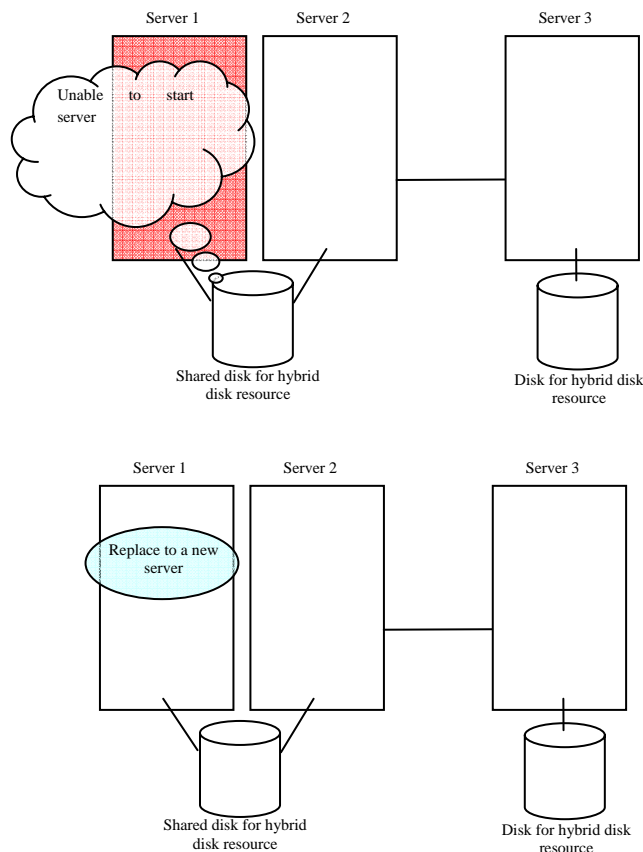 Server 1
Server 2
Server 3
Unable to start
server
Shared disk for hybrid
disk resource
Disk for hybrid disk
resource
Server 1
Server 2
Server 3
Replace to a new
server
Shared disk for hybrid
disk resource
Disk for hybrid disk
resource